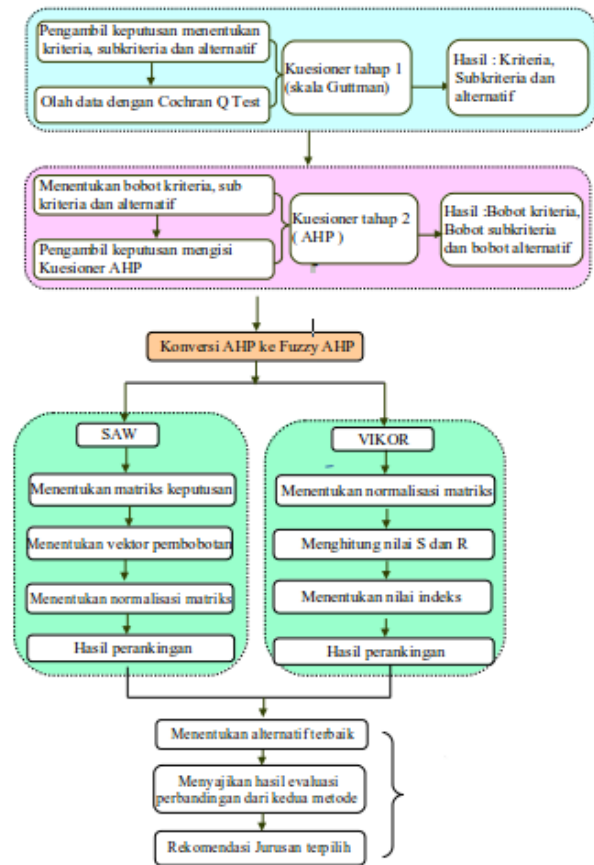 Pengambil keputusan menentukan
kriteria, subkriteria dan alternatif
Olah data dengan Cochran Q Test
Kuesioner tahap 1
(skala Guttman)
Hasil : Kriteria,
Subkriteria dan
alternatif
Menentukan bobot kriteria, sub
kriteria dan alternatif
Pengambil keputusan mengisi
Kuesioner AHP
Kuesioner tahap 2
( AHP )
Hasil :Bobot kriteria,
Bobot subkriteria
dan bobot alternatif
Konversi AHP ke Fuzzy AHP
SAW
Menentukan matriks keputusan
Menentukan vektor pembobotan
Menentukan normalisasi matriks
Hasil perankingan
VIKOR
Menentukan normalisasi matriks
Menghitung nilai S dan R
Menentukan nilai indeks
Hasil perankingan
Menentukan alternatif terbaik
Menyajikan hasil evaluasi
perbandingan dari kedua metode
Rekomendasi Jurusan terpilih